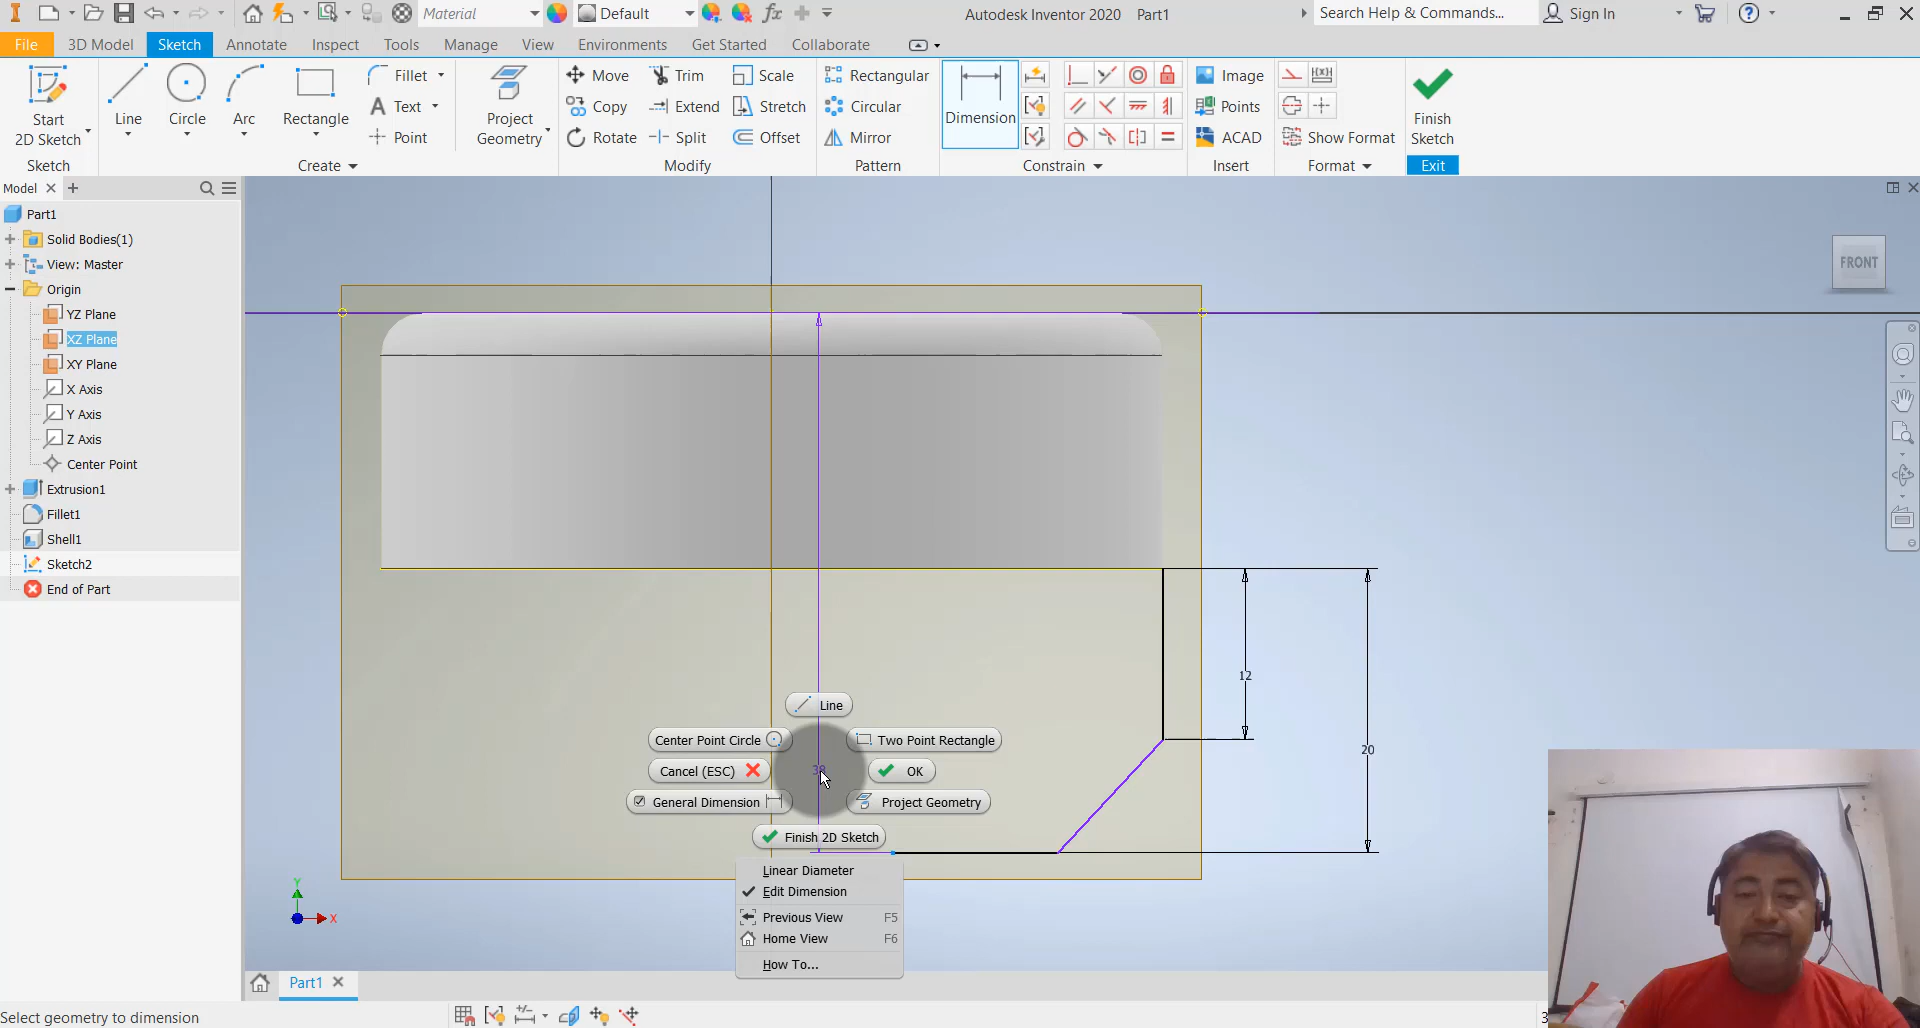 Material
Default
Autodesk Inventor 2020 Part1
Search Help & Commands...
Sign In
File
3D Model
Sketch
Annotate
Inspect
Tools
Manage
View
Environments
Get Started
Collaborate
Start
2D Sketch
Line
Circle
Arc
Rectangle
Fillet
Text
Point
Project
Geometry
Move
Copy
Rotate
Trim
Extend
Split
Scale
Stretch
Offset
Rectangular
Circular
Mirror
Dimension
Image
Points
ACAD
Show Format
Finish
Sketch
Sketch
Create
Modify
Pattern
Constrain
Insert
Format
Exit
Model
Part1
Solid Bodies(1)
View: Master
Origin
YZ Plane
XZ Plane
XY Plane
X Axis
Y Axis
Z Axis
Center Point
Extrusion1
Fillet1
Shell1
Sketch2
End of Part
FRONT
12
20
Line
Center Point Circle
Two Point Rectangle
Cancel (ESC)
OK
General Dimension
Project Geometry
Finish 2D Sketch
Linear Diameter
Edit Dimension
Previous View F5
Home View F6
How To...
Y
X
Part1
Select geometry to dimension